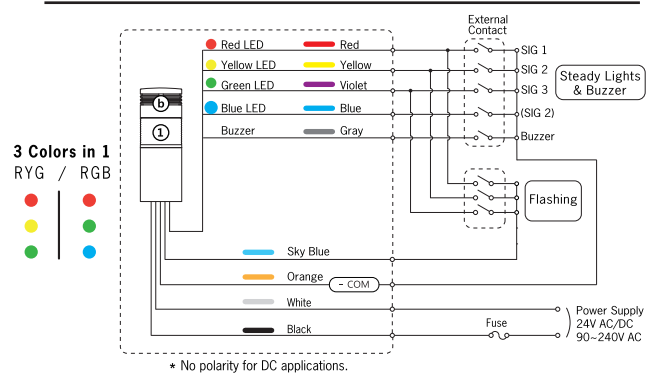 External
Contact
Red LED Red SIG 1
Yellow LED Yellow SIG 2
Green LED Violet SIG 3
Steady Lights
& Buzzer
Blue LED Blue (SIG 2)
Buzzer Gray Buzzer
b
1
3 Colors in 1
RYG / RGB
Flashing
Sky Blue
Orange - COM
White
Black Fuse
Power Supply
24V AC/DC
90~240V AC
* No polarity for DC applications.